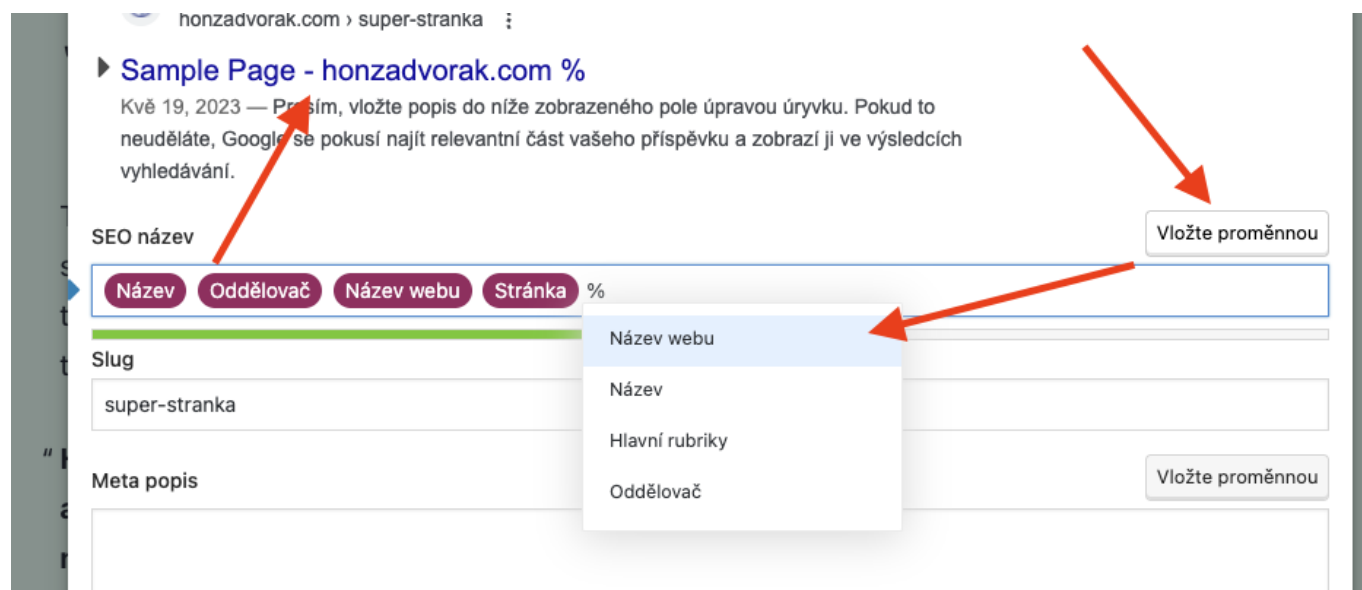 honzadvorak.com › super-stranka ⋮
Sample Page - honzadvorak.com %
Kvě 19, 2023 — Prosím, vložte popis do níže zobrazeného pole úpravou úryvku. Pokud to
neuděláte, Google se pokusí najít relevantní část vašeho příspěvku a zobrazí ji ve výsledcích
vyhledávání.
SEO název
Vložte proměnnou
Název Oddělovač Název webu Stránka %
Název webu
Slug
Název
super-stranka
Hlavní rubriky
Meta popis
Vložte proměnnou
Oddělovač